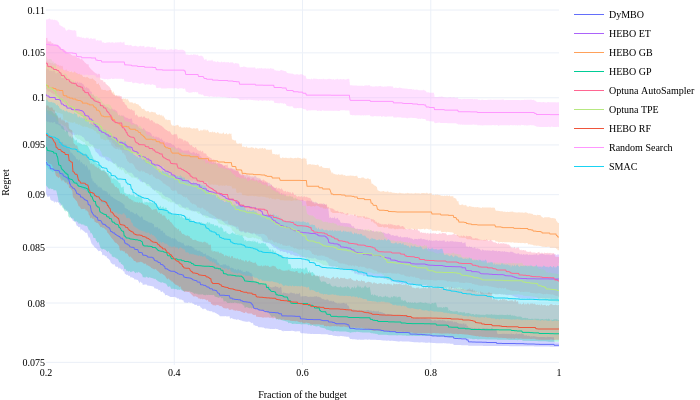 0.11
0.105
0.1
0.095
0.09
0.085
0.08
0.075
Regret
0.2
0.4
0.6
0.8
1
Fraction of the budget
DyMBO
HEBO ET
HEBO GB
HEBO GP
Optuna AutoSampler
Optuna TPE
HEBO RF
Random Search
SMAC